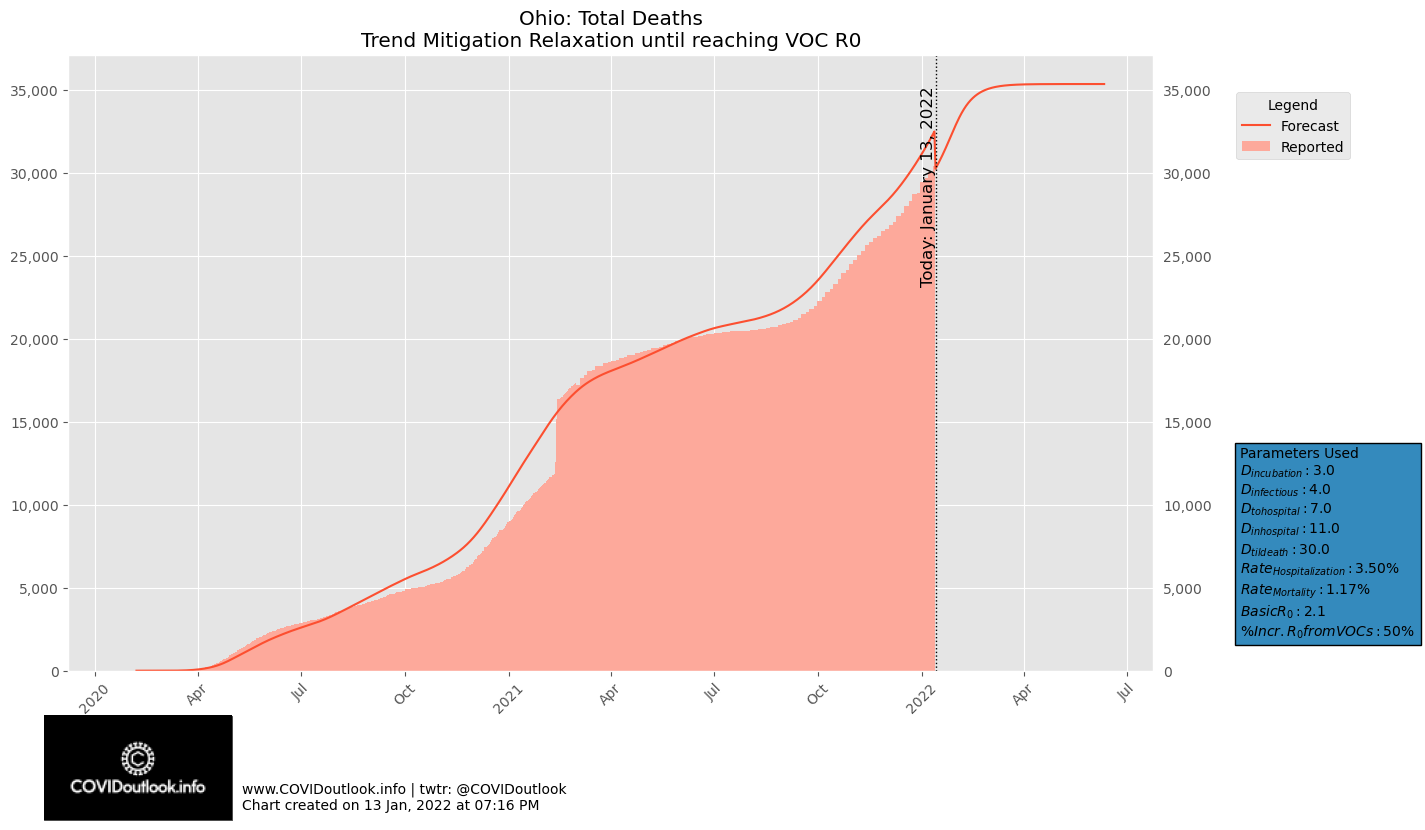 Ohio: Total Deaths
Trend Mitigation Relaxation until reaching VOC R0
35,000
30,000
25,000
20,000
15,000
10,000
5,000
0
35,000
30,000
25,000
20,000
15,000
10,000
5,000
0
2020
Apr
Jul
Oct
2021
Apr
Jul
Oct
2022
Apr
Jul
Today: January 13, 2022
Legend
Forecast
Reported
Parameters Used
D_incubation : 3.0
D_infectious : 4.0
D_tohospital : 7.0
D_inhospital : 11.0
D_tildeath : 30.0
Rate_Hospitalization : 3.50%
Rate_Mortality : 1.17%
BasicR_0 : 2.1
%Incr.R_0fromVOCs : 50%
COVIDoutlook.info
www.COVIDoutlook.info | twtr: @COVIDoutlook
Chart created on 13 Jan, 2022 at 07:16 PM